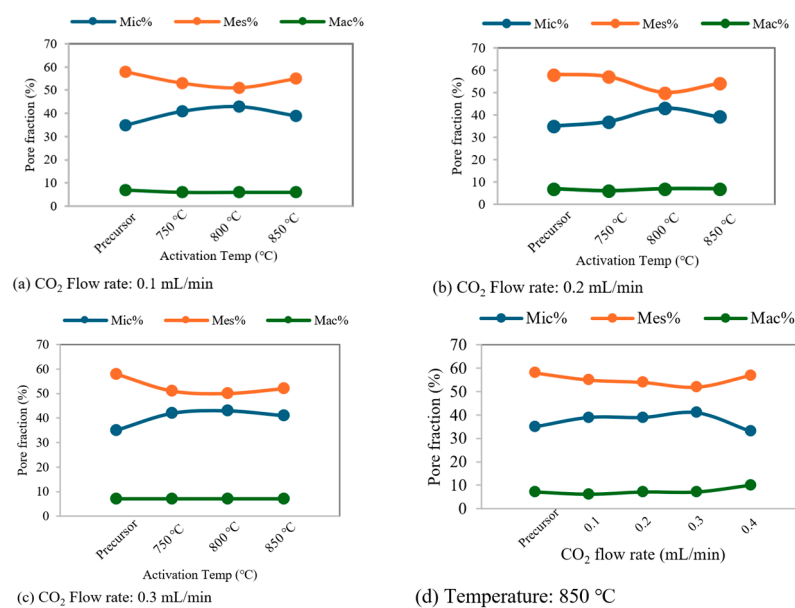 Mic% Mes% Mac%
70
60
50
40
30
20
10
0
Pore fraction (%)
Precursor 750 ℃ 800 ℃ 850 ℃
Activation Temp (℃)
(a) CO₂ Flow rate: 0.1 mL/min
Mic% Mes% Mac%
70
60
50
40
30
20
10
0
Pore fraction (%)
Precursor 750 ℃ 800 ℃ 850 ℃
Activation Temp (℃)
(b) CO₂ Flow rate: 0.2 mL/min
Mic% Mes% Mac%
70
60
50
40
30
20
10
0
Pore fraction (%)
Precursor 750 ℃ 800 ℃ 850 ℃
Activation Temp (℃)
(c) CO₂ Flow rate: 0.3 mL/min
Mic% Mes% Mac%
70
60
50
40
30
20
10
0
Pore fraction (%)
Precursor 0.1 0.2 0.3 0.4
CO₂ flow rate (mL/min)
(d) Temperature: 850 ℃